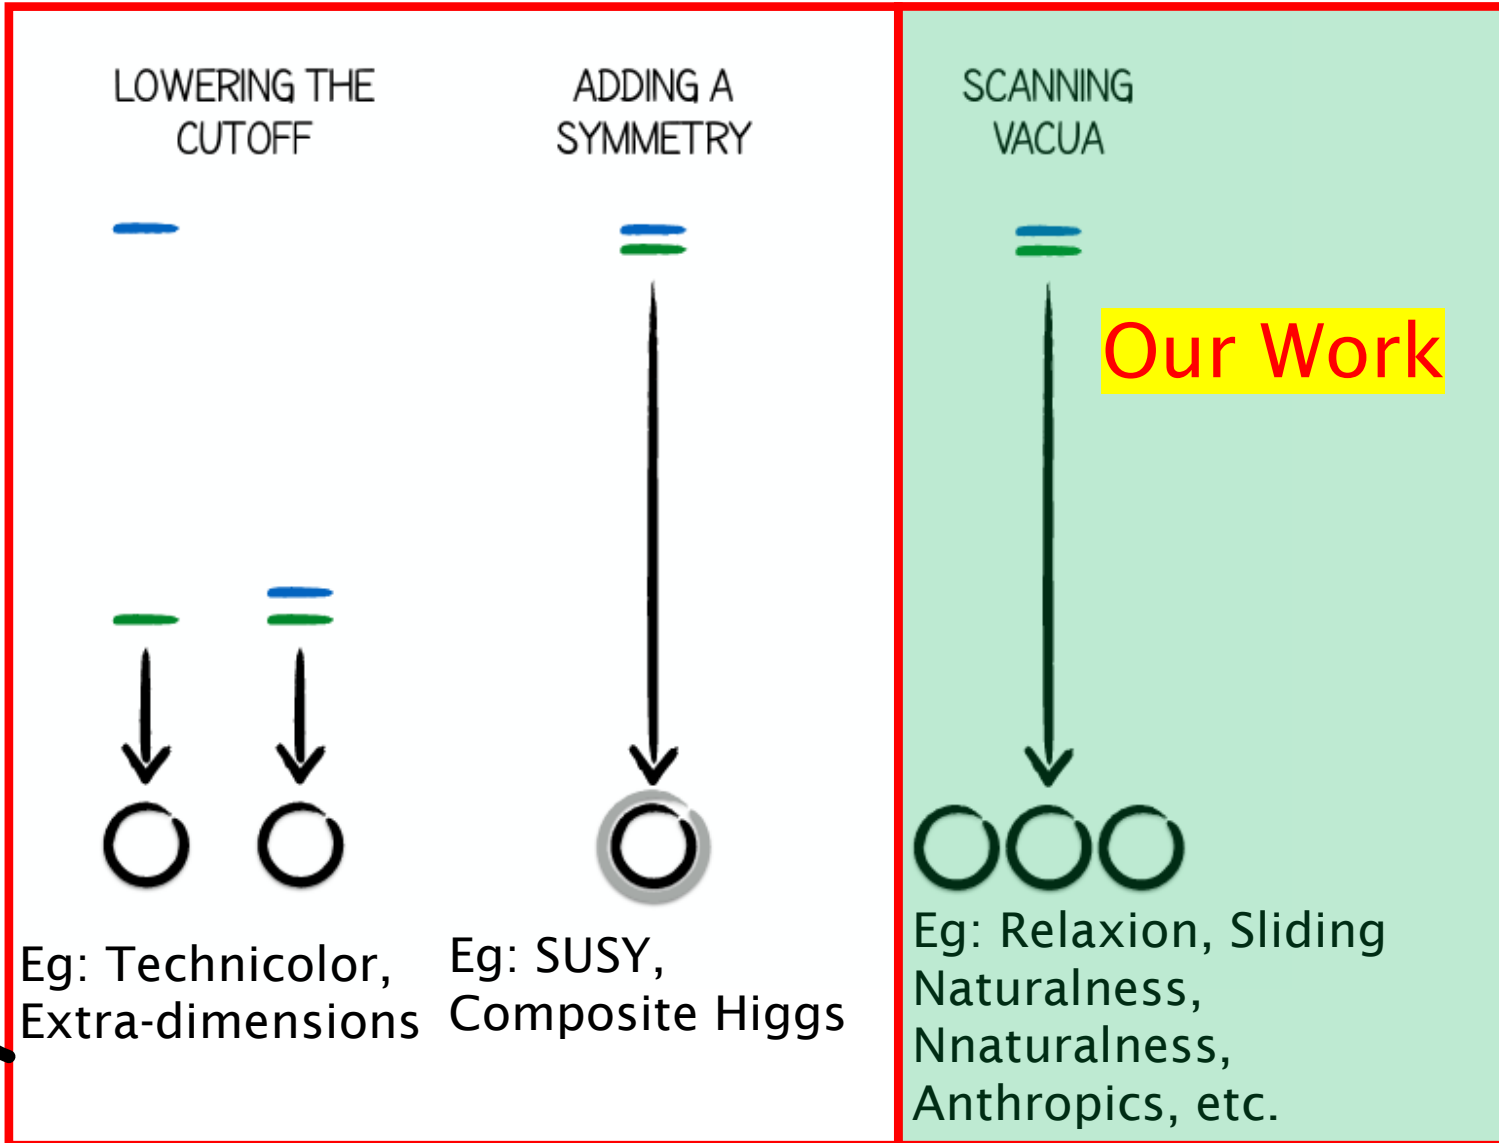 LOWERING THE
CUTOFF
ADDING A
SYMMETRY
SCANNING
VACUA
Our Work
Eg: Technicolor,
Extra-dimensions
Eg: SUSY,
Composite Higgs
Eg: Relaxion, Sliding
Naturalness,
Nnaturalness,
Anthropics, etc.